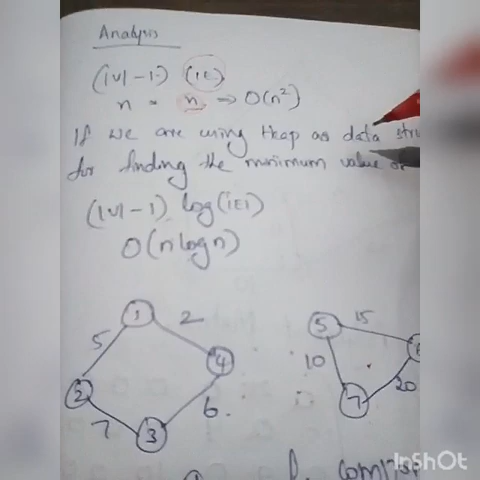 Analysis
(|V|-1) (|E|)
n * n ⇒ O(n²)
If we are using Heap as data stru
for finding the minimum value or
(|V|-1) log(|E|)
O(n log n)
1
2
5
4
2
7
6.
3
5
15
10
20
7
InShOt